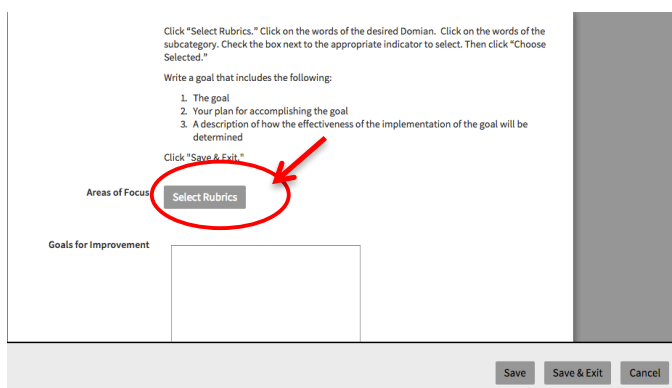 Click “Select Rubrics.” Click on the words of the desired Domian.  Click on the words of the
subcategory. Check the box next to the appropriate indicator to select. Then click “Choose
Selected.”
Write a goal that includes the following:
1. The goal
2. Your plan for accomplishing the goal
3. A description of how the effectiveness of the implementation of the goal will be
determined
Click "Save & Exit."
Areas of Focus
Select Rubrics
Goals for Improvement
Save
Save & Exit
Cancel